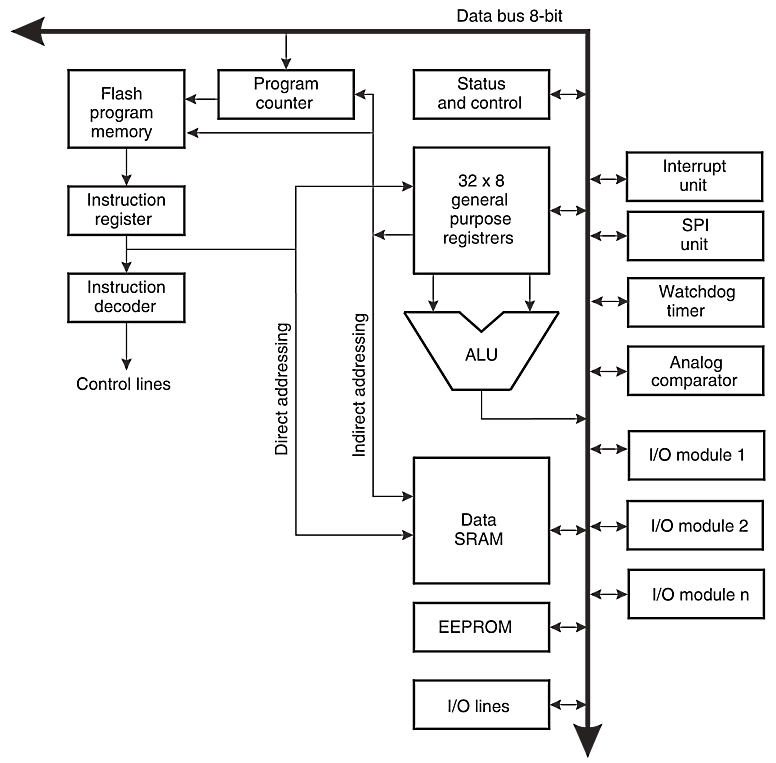 Data bus 8-bit
Flash
program
memory
Program
counter
Status
and control
Instruction
register
32 x 8
general
purpose
registrers
Interrupt
unit
SPI
unit
Instruction
decoder
Watchdog
timer
ALU
Control lines
Direct addressing
Indirect addressing
Analog
comparator
I/O module 1
Data
SRAM
I/O module 2
I/O module n
EEPROM
I/O lines